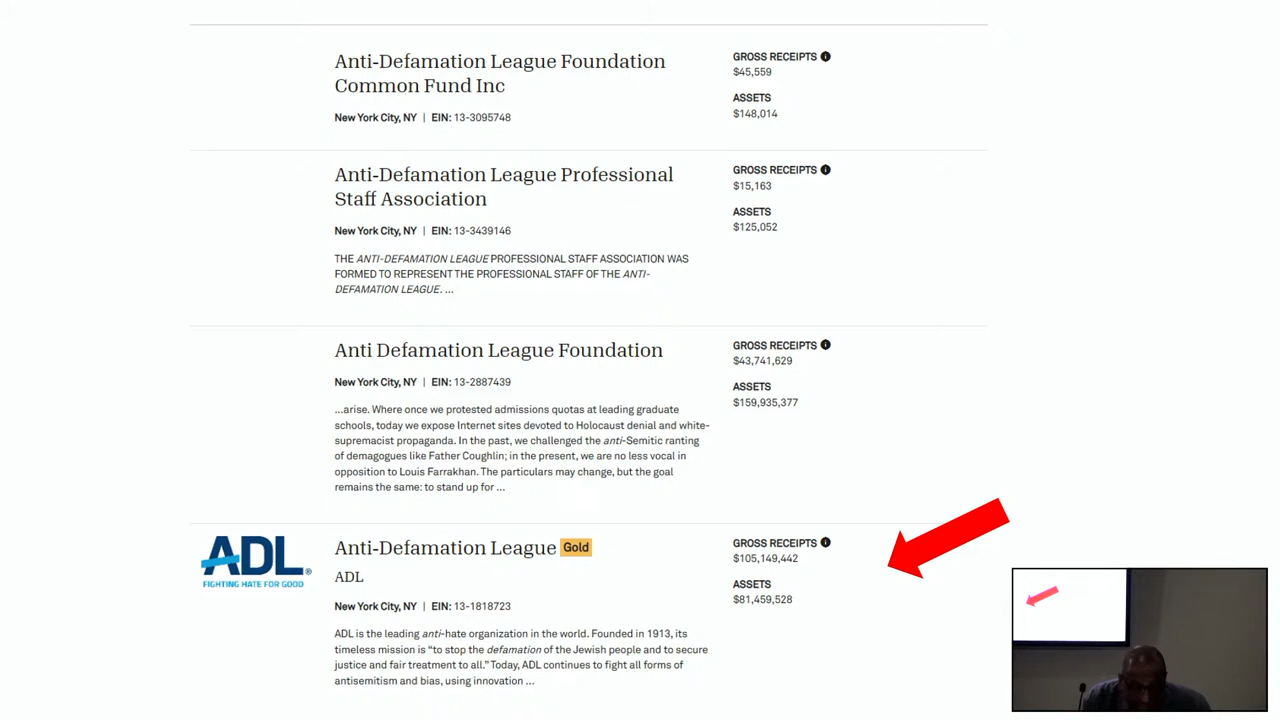 Anti-Defamation League Foundation
Common Fund Inc
New York City, NY | EIN: 13-3095748
GROSS RECEIPTS
$45,559
ASSETS
$148,014
Anti-Defamation League Professional
Staff Association
New York City, NY | EIN: 13-3439146
THE ANTI-DEFAMATION LEAGUE PROFESSIONAL STAFF ASSOCIATION WAS
FORMED TO REPRESENT THE PROFESSIONAL STAFF OF THE ANTI-
DEFAMATION LEAGUE. ...
GROSS RECEIPTS
$15,163
ASSETS
$125,052
Anti Defamation League Foundation
New York City, NY | EIN: 13-2887439
...arise. Where once we protested admissions quotas at leading graduate
schools, today we expose Internet sites devoted to Holocaust denial and white-
supremacist propaganda. In the past, we challenged the anti-Semitic ranting
of demagogues like Father Coughlin; in the present, we are no less vocal in
opposition to Louis Farrakhan. The particulars may change, but the goal
remains the same: to stand up for ...
GROSS RECEIPTS
$43,741,629
ASSETS
$159,935,377
ADL®
FIGHTING HATE FOR GOOD
Anti-Defamation League Gold
ADL
New York City, NY | EIN: 13-1818723
ADL is the leading anti-hate organization in the world. Founded in 1913, its
timeless mission is “to stop the defamation of the Jewish people and to secure
justice and fair treatment to all.” Today, ADL continues to fight all forms of
antisemitism and bias, using innovation ...
GROSS RECEIPTS
$105,149,442
ASSETS
$81,459,528